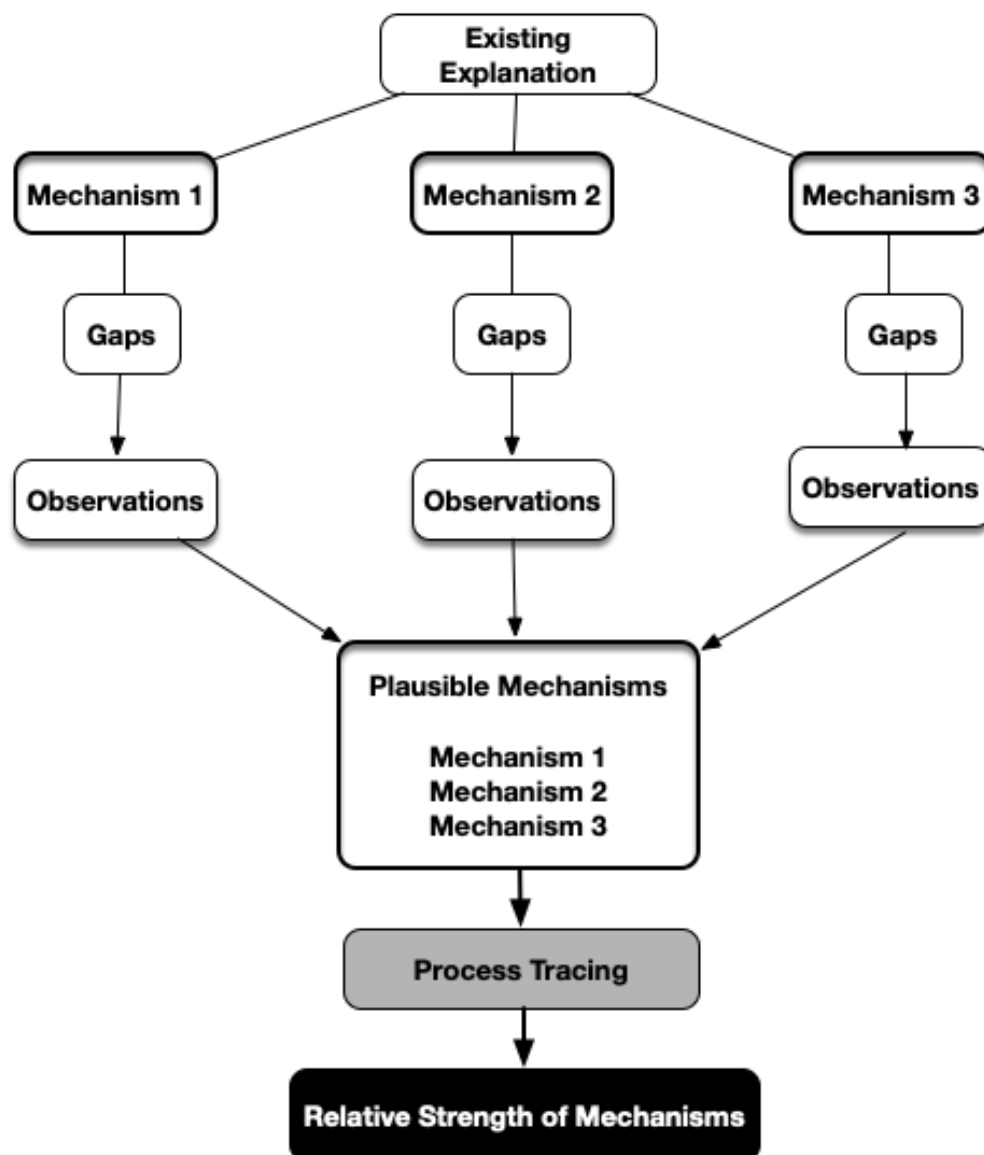 Existing
Explanation
Mechanism 1
Mechanism 2
Mechanism 3
Gaps
Gaps
Gaps
Observations
Observations
Observations
Plausible Mechanisms
Mechanism 1
Mechanism 2
Mechanism 3
Process Tracing
Relative Strength of Mechanisms